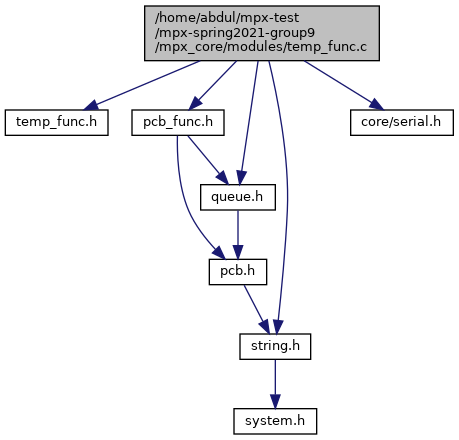 /home/abdul/mpx-test
/mpx-spring2021-group9
/mpx_core/modules/temp_func.c
temp_func.h
pcb_func.h
core/serial.h
queue.h
pcb.h
string.h
system.h